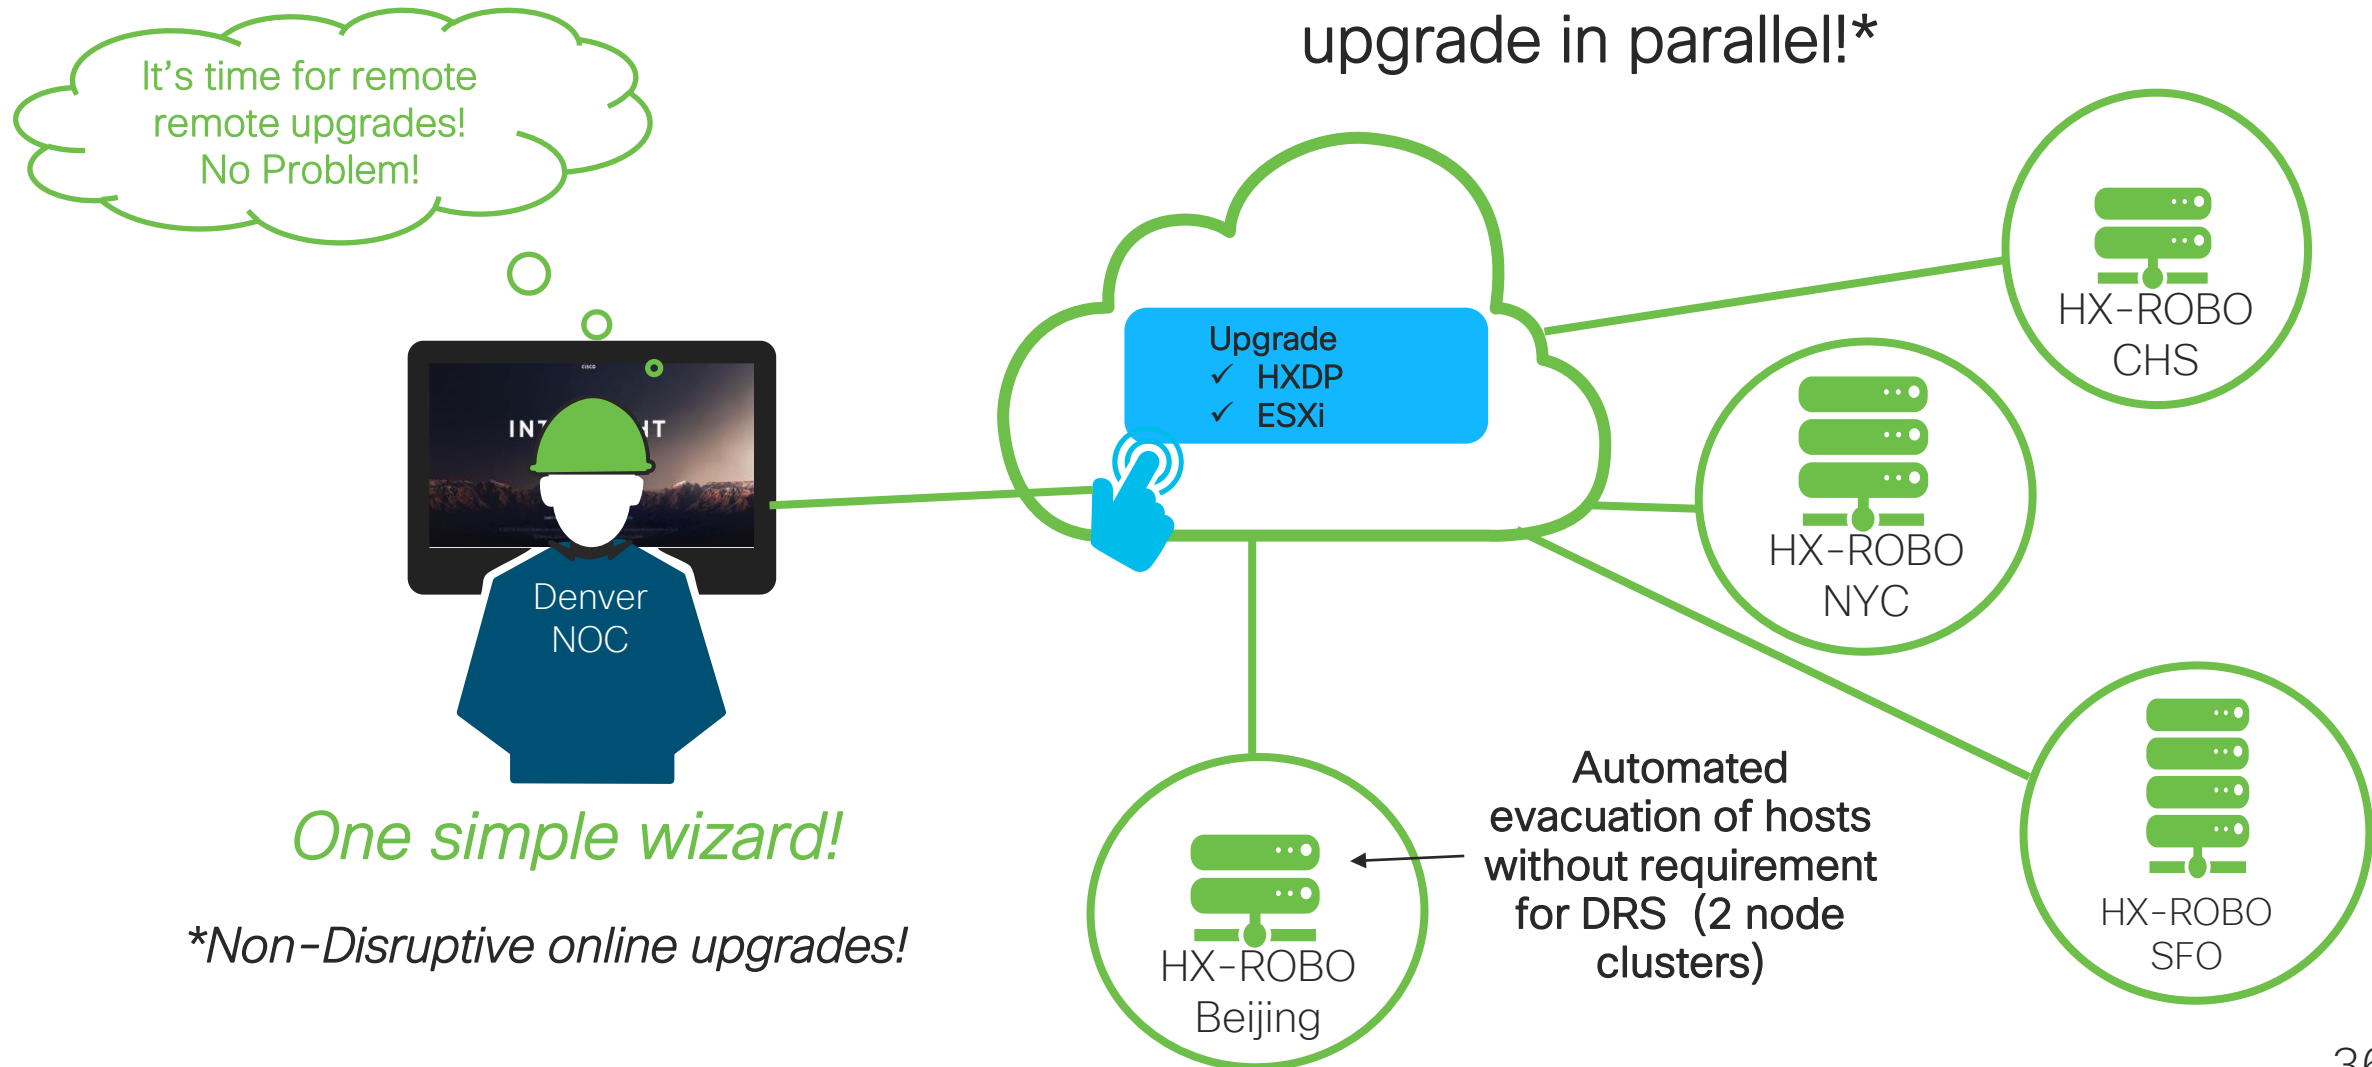 upgrade in parallel!*
It's time for remote
remote upgrades!
No Problem!
CISCO
Upgrade
✓ HXDP
✓ ESXi
HX-ROBO
CHS
HX-ROBO
NYC
Denver
NOC
One simple wizard!
*Non-Disruptive online upgrades!
HX-ROBO
Beijing
Automated
evacuation of hosts
without requirement
for DRS (2 node
clusters)
HX-ROBO
SFO